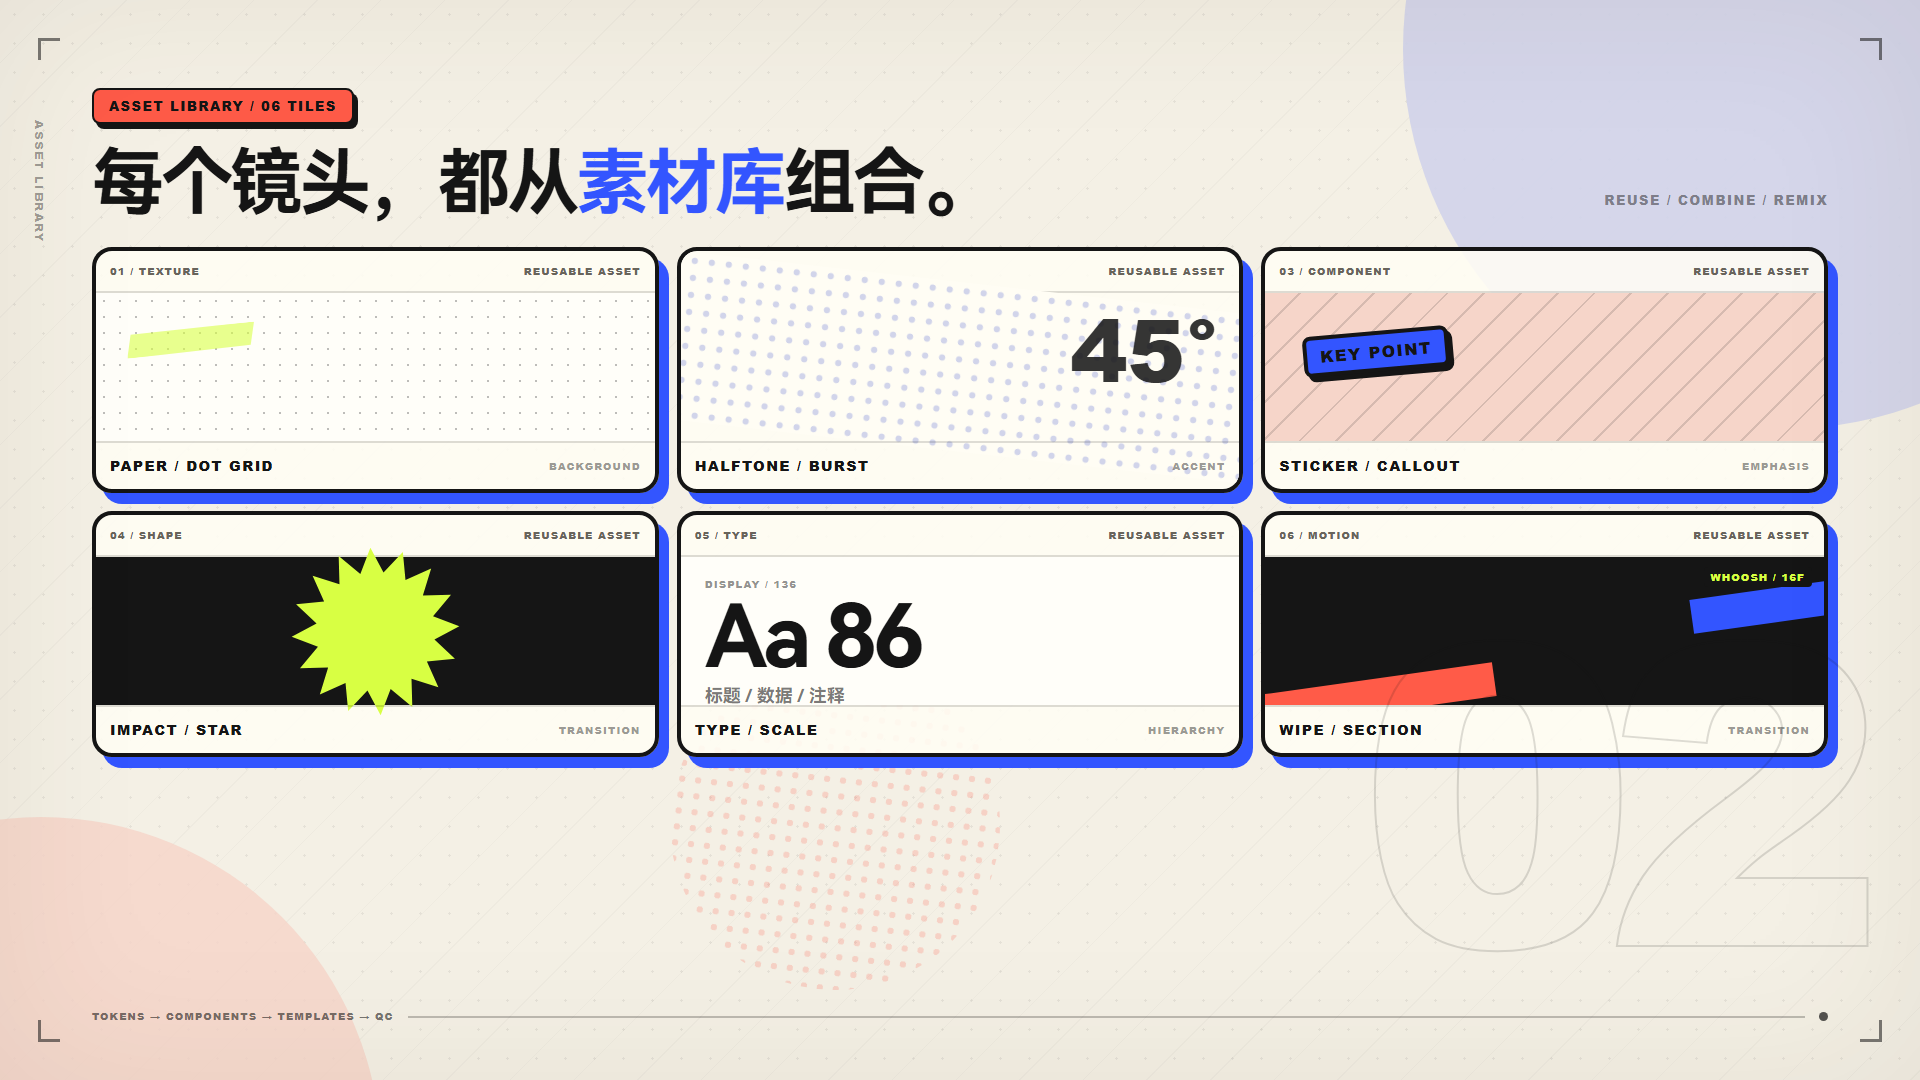 ASSET LIBRARY / 06 TILES
每个镜头，都从素材库组合。
REUSE / COMBINE / REMIX
ASSET LIBRARY
01 / TEXTURE
REUSABLE ASSET
PAPER / DOT GRID
BACKGROUND
REUSABLE ASSET
45°
HALFTONE / BURST
ACCENT
03 / COMPONENT
REUSABLE ASSET
KEY POINT
STICKER / CALLOUT
EMPHASIS
04 / SHAPE
REUSABLE ASSET
IMPACT / STAR
TRANSITION
05 / TYPE
REUSABLE ASSET
DISPLAY / 136
Aa 86
标题 / 数据 / 注释
TYPE / SCALE
HIERARCHY
06 / MOTION
REUSABLE ASSET
WHOOSH / 16F
WIPE / SECTION
TRANSITION
02
TOKENS → COMPONENTS → TEMPLATES → QC